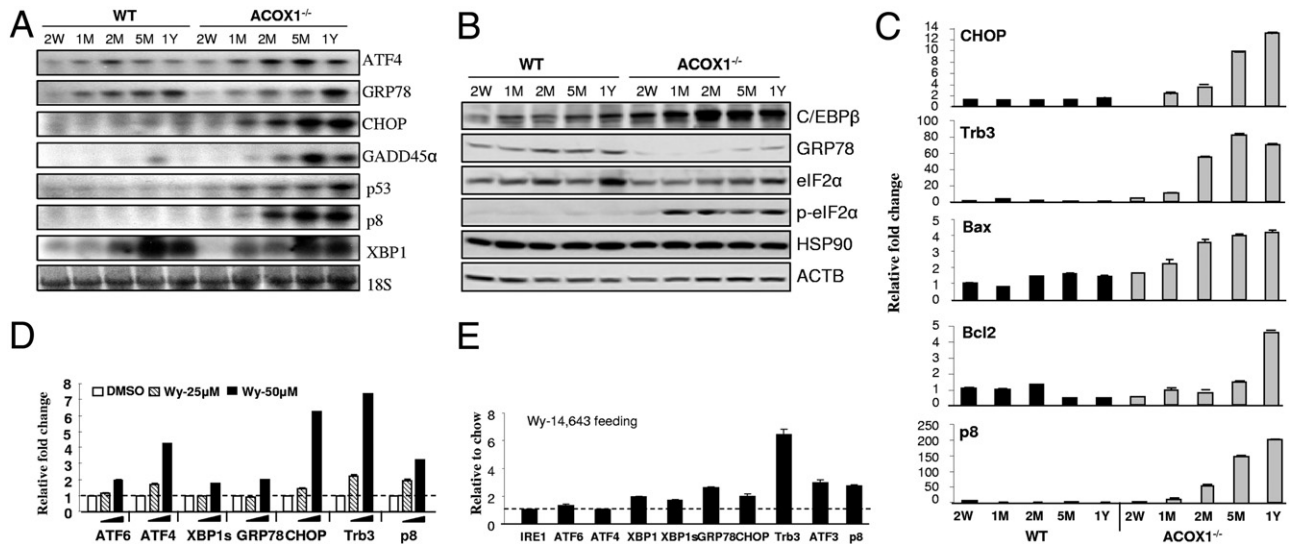 A
WT ACOX1-/-
2W 1M 2M 5M 1Y 2W 1M 2M 5M 1Y
ATF4
GRP78
CHOP
GADD45α
p53
p8
XBP1
18S
B
WT ACOX1-/-
2W 1M 2M 5M 1Y 2W 1M 2M 5M 1Y
C/EBPβ
GRP78
eIF2α
p-eIF2α
HSP90
ACTB
C
Relative fold change
CHOP
14
12
10
8
6
4
2
0
Trb3
100
80
60
40
20
0
Bax
5
4
3
2
1
0
Bcl2
5
4
3
2
1
0
p8
250
200
150
100
50
0
2W 1M 2M 5M 1Y 2W 1M 2M 5M 1Y
WT ACOX1-/-
D
Relative fold change
8
7
6
5
4
3
2
1
0
DMSO Wy-25µM Wy-50µM
ATF6 ATF4 XBP1s GRP78 CHOP Trb3 p8
E
Relative to chow
8
6
4
2
0
Wy-14,643 feeding
IRE1 ATF6 ATF4 XBP1 XBP1s GRP78 CHOP Trb3 ATF3 p8